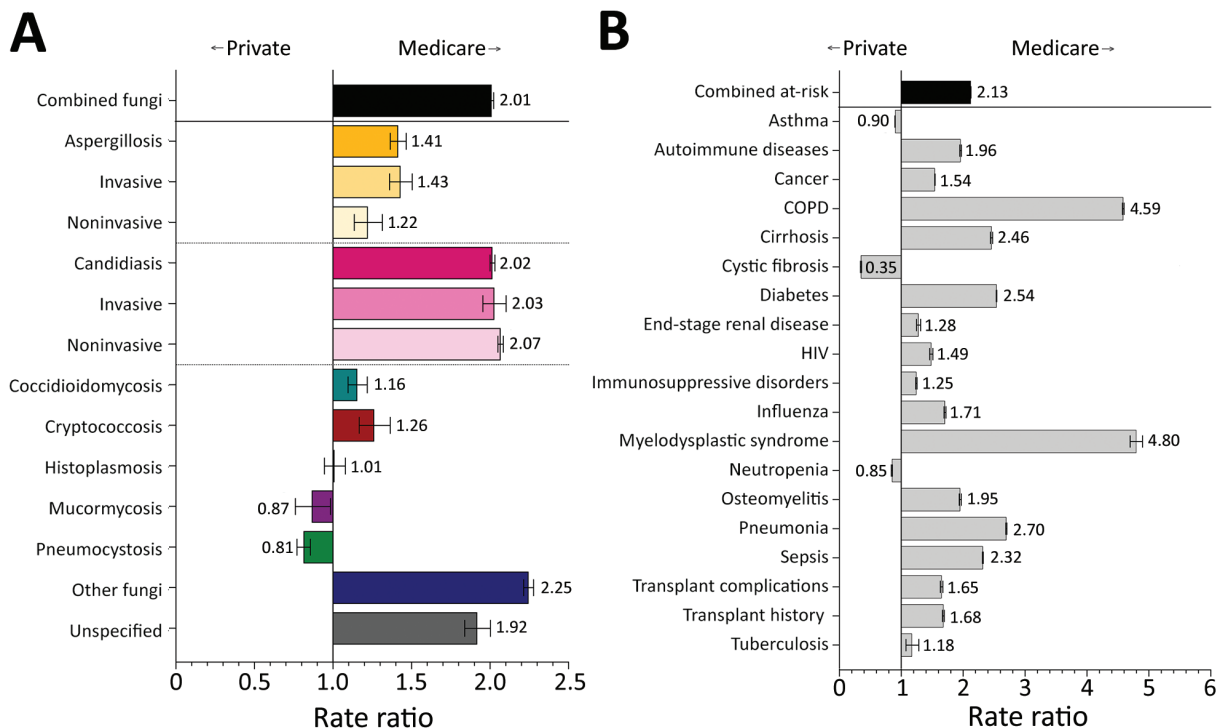 A
←Private Medicare→
Combined fungi 2.01
Aspergillosis 1.41
Invasive 1.43
Noninvasive 1.22
Candidiasis 2.02
Invasive 2.03
Noninvasive 2.07
Coccidioidomycosis 1.16
Cryptococcosis 1.26
Histoplasmosis 1.01
Mucormycosis 0.87
Pneumocystosis 0.81
Other fungi 2.25
Unspecified 1.92
0 0.5 1.0 1.5 2.0 2.5
Rate ratio
B
←Private Medicare→
Combined at-risk 2.13
Asthma 0.90
Autoimmune diseases 1.96
Cancer 1.54
COPD 4.59
Cirrhosis 2.46
Cystic fibrosis 0.35
Diabetes 2.54
End-stage renal disease 1.28
HIV 1.49
Immunosuppressive disorders 1.25
Influenza 1.71
Myelodysplastic syndrome 4.80
Neutropenia 0.85
Osteomyelitis 1.95
Pneumonia 2.70
Sepsis 2.32
Transplant complications 1.65
Transplant history 1.68
Tuberculosis 1.18
0 1 2 3 4 5 6
Rate ratio